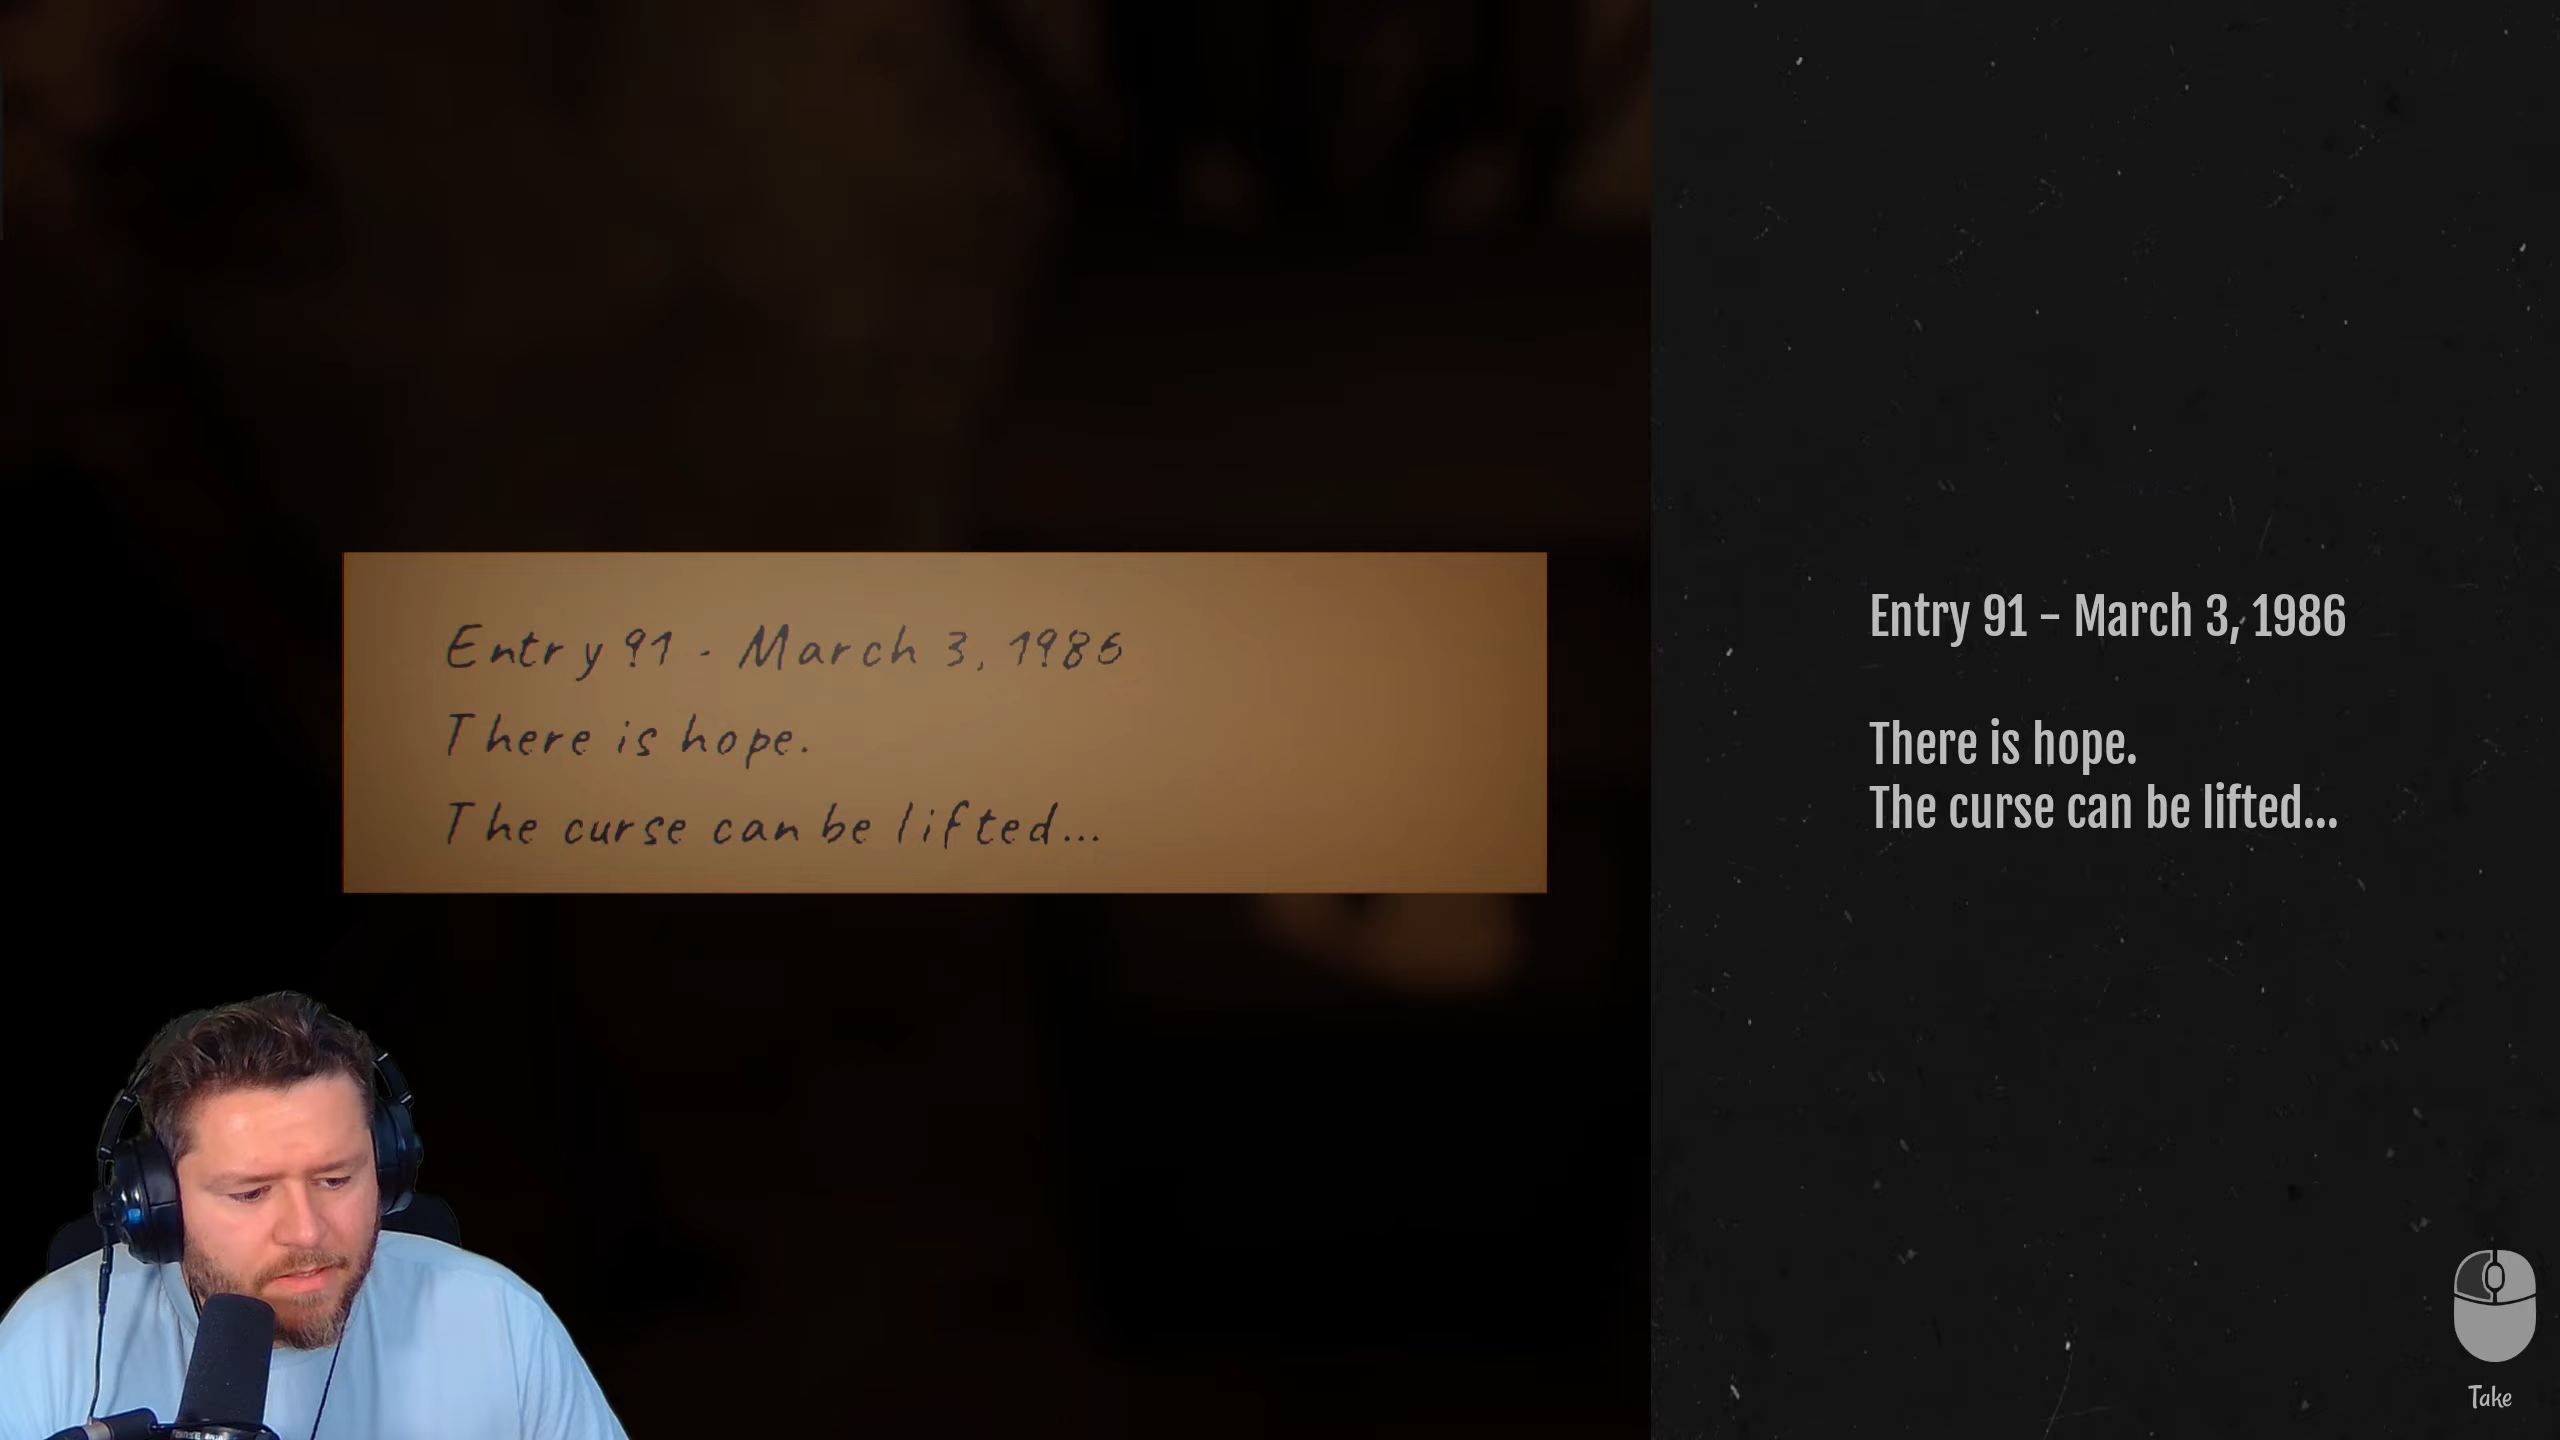 Entry 91 - March 3, 1986
There is hope.
The curse can be lifted...
Entry 91 – March 3, 1986
There is hope.
The curse can be lifted...
Take